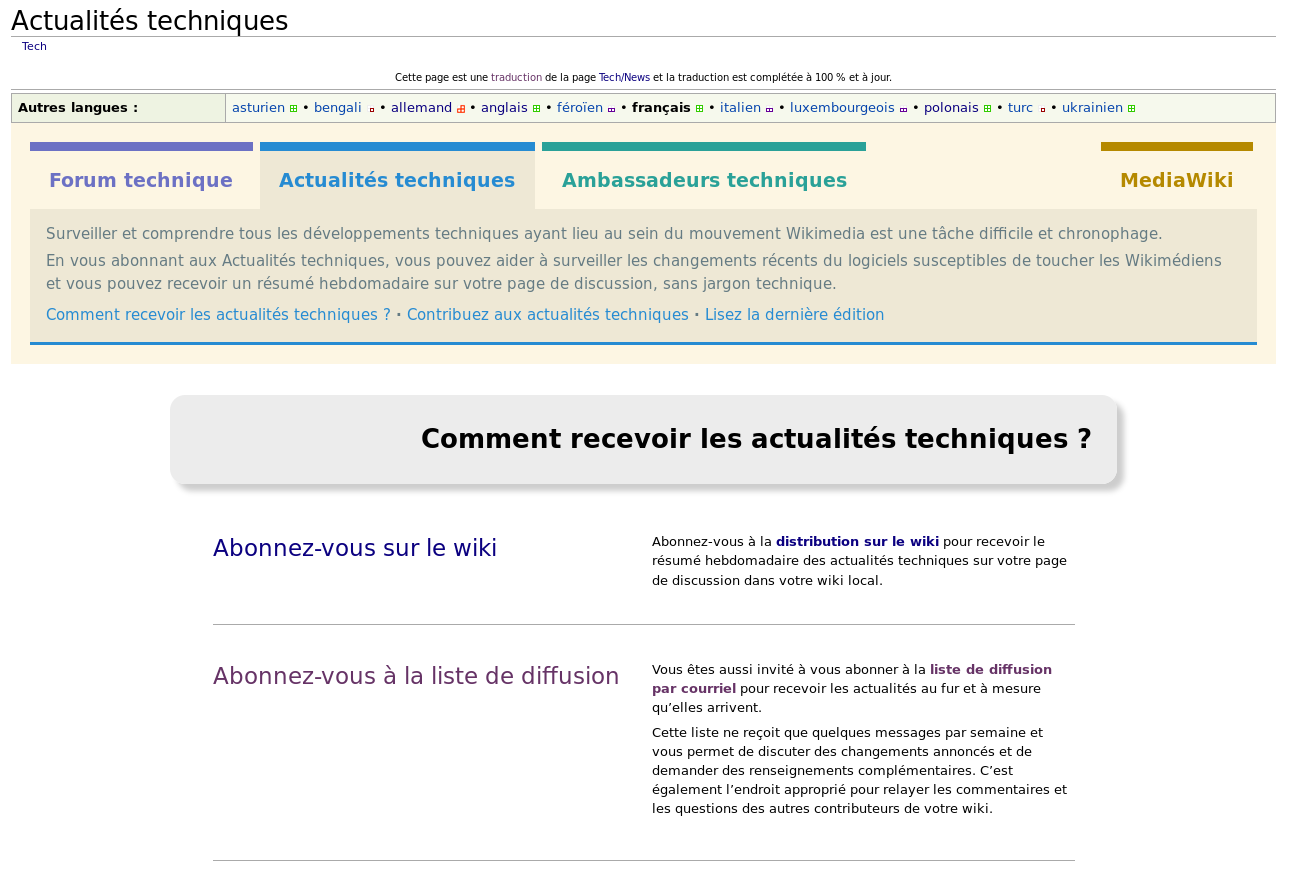 Actualités techniques
Tech
Cette page est une traduction de la page Tech/News et la traduction est complétée à 100 % et à jour.
Autres langues : asturien • bengali • allemand • anglais • féroïen • français • italien • luxembourgeois • polonais • turc • ukrainien
Forum technique Actualités techniques Ambassadeurs techniques MediaWiki
Surveiller et comprendre tous les développements techniques ayant lieu au sein du mouvement Wikimedia est une tâche difficile et chronophage.
En vous abonnant aux Actualités techniques, vous pouvez aider à surveiller les changements récents du logiciels susceptibles de toucher les Wikimédiens
et vous pouvez recevoir un résumé hebdomadaire sur votre page de discussion, sans jargon technique.
Comment recevoir les actualités techniques ? · Contribuez aux actualités techniques · Lisez la dernière édition
Comment recevoir les actualités techniques ?
Abonnez-vous sur le wiki
Abonnez-vous à la distribution sur le wiki pour recevoir le
résumé hebdomadaire des actualités techniques sur votre page
de discussion dans votre wiki local.
Abonnez-vous à la liste de diffusion
Vous êtes aussi invité à vous abonner à la liste de diffusion
par courriel pour recevoir les actualités au fur et à mesure
qu’elles arrivent.
Cette liste ne reçoit que quelques messages par semaine et
vous permet de discuter des changements annoncés et de
demander des renseignements complémentaires. C’est
également l’endroit approprié pour relayer les commentaires et
les questions des autres contributeurs de votre wiki.